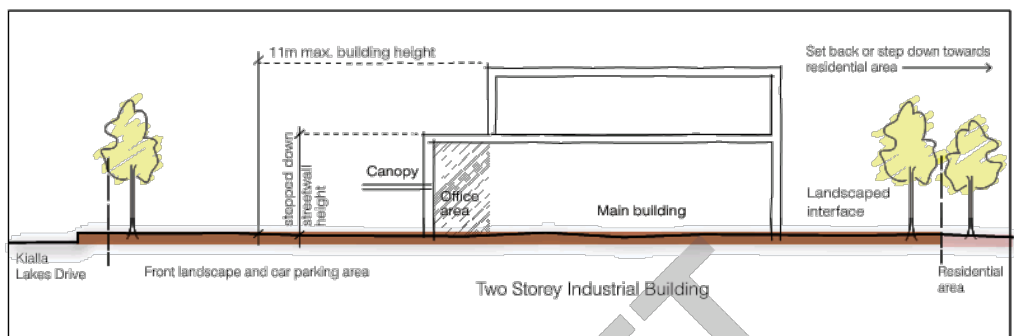 11m max. building height
Set back or step down towards
residential area
stepped down
streetwall
height
Canopy
Office
area
Main building
Landscaped
interface
Kialla
Lakes Drive
Front landscape and car parking area
Residential
area
Two Storey Industrial Building